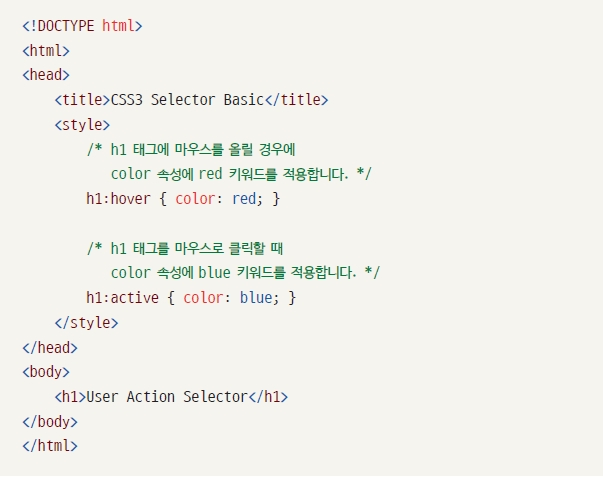 <!DOCTYPE html>
<html>
<head>
    <title>CSS3 Selector Basic</title>
    <style>
        /* h1 태그에 마우스를 올릴 경우에
           color 속성에 red 키워드를 적용합니다. */
        h1:hover { color: red; }

        /* h1 태그를 마우스로 클릭할 때
           color 속성에 blue 키워드를 적용합니다. */
        h1:active { color: blue; }
    </style>
</head>
<body>
    <h1>User Action Selector</h1>
</body>
</html>